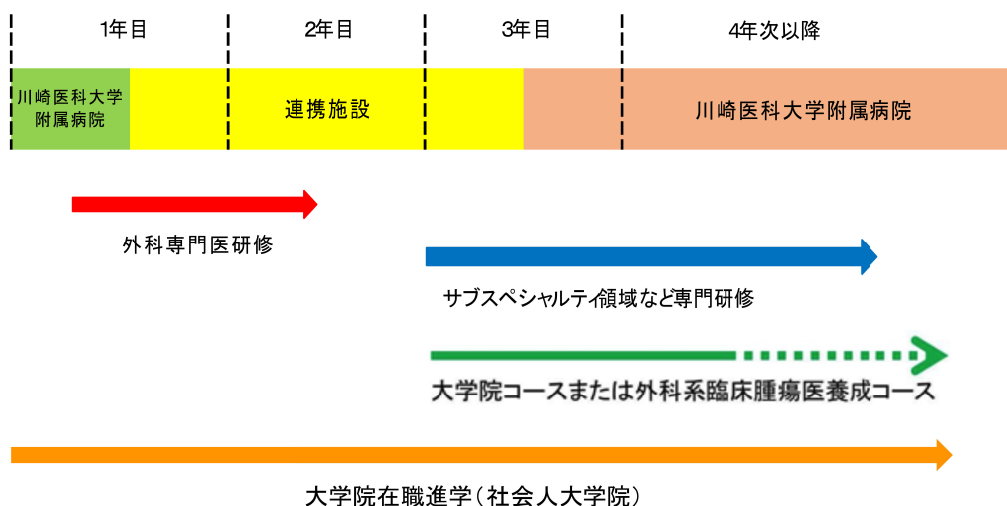 1年目
2年目
3年目
4年次以降
川崎医科大学
附属病院
連携施設
川崎医科大学附属病院
外科専門医研修
サブスペシャルティ領域など専門研修
大学院コースまたは外科系臨床腫瘍医養成コース
大学院在職進学(社会人大学院)